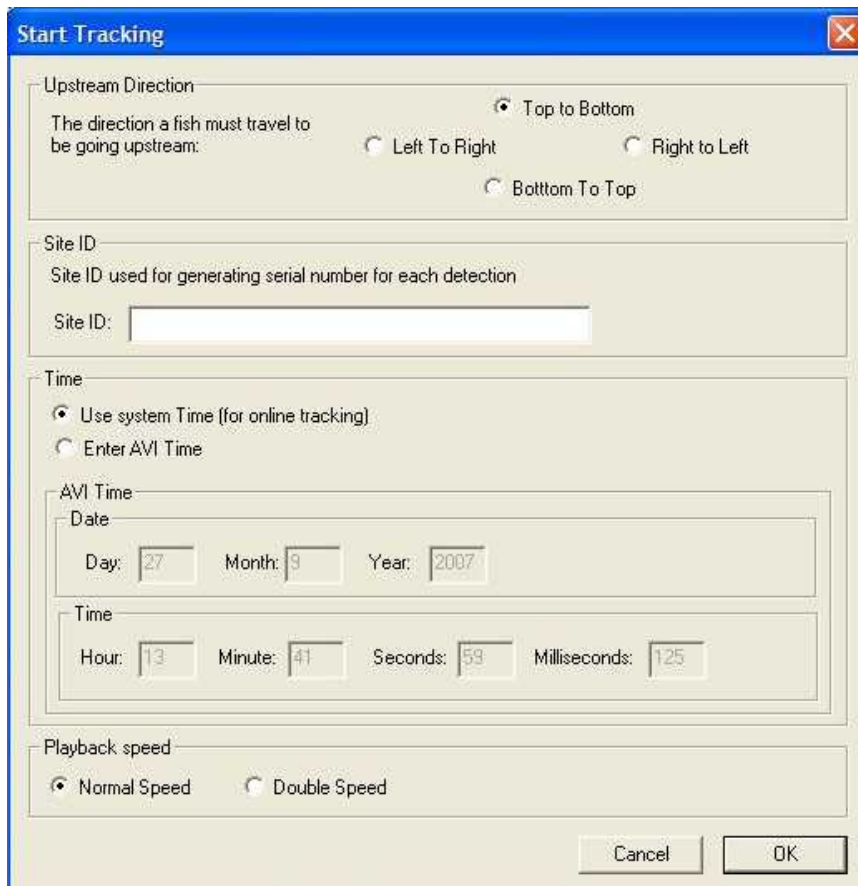 Start Tracking
Upstream Direction
The direction a fish must travel to
be going upstream:
Top to Bottom
Left To Right
Right to Left
Botttom To Top
Site ID
Site ID used for generating serial number for each detection
Site ID:
Time
Use system Time (for online tracking)
Enter AVI Time
AVI Time
Date
Day: 27 Month: 9 Year: 2007
Time
Hour: 13 Minute: 41 Seconds: 59 Milliseconds: 125
Playback speed
Normal Speed Double Speed
Cancel OK